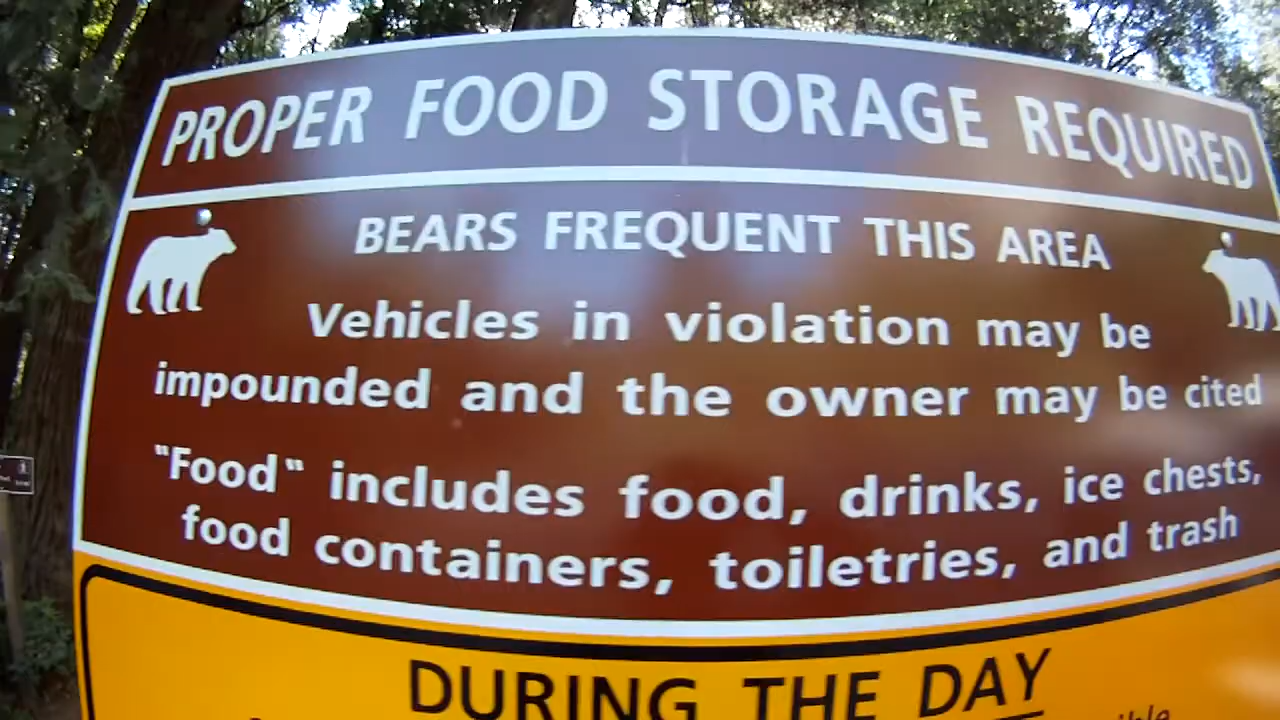 PROPER FOOD STORAGE REQUIRED
BEARS FREQUENT THIS AREA
Vehicles in violation may be
impounded and the owner may be cited
"Food" includes food, drinks, ice chests,
food containers, toiletries, and trash
DURING THE DAY